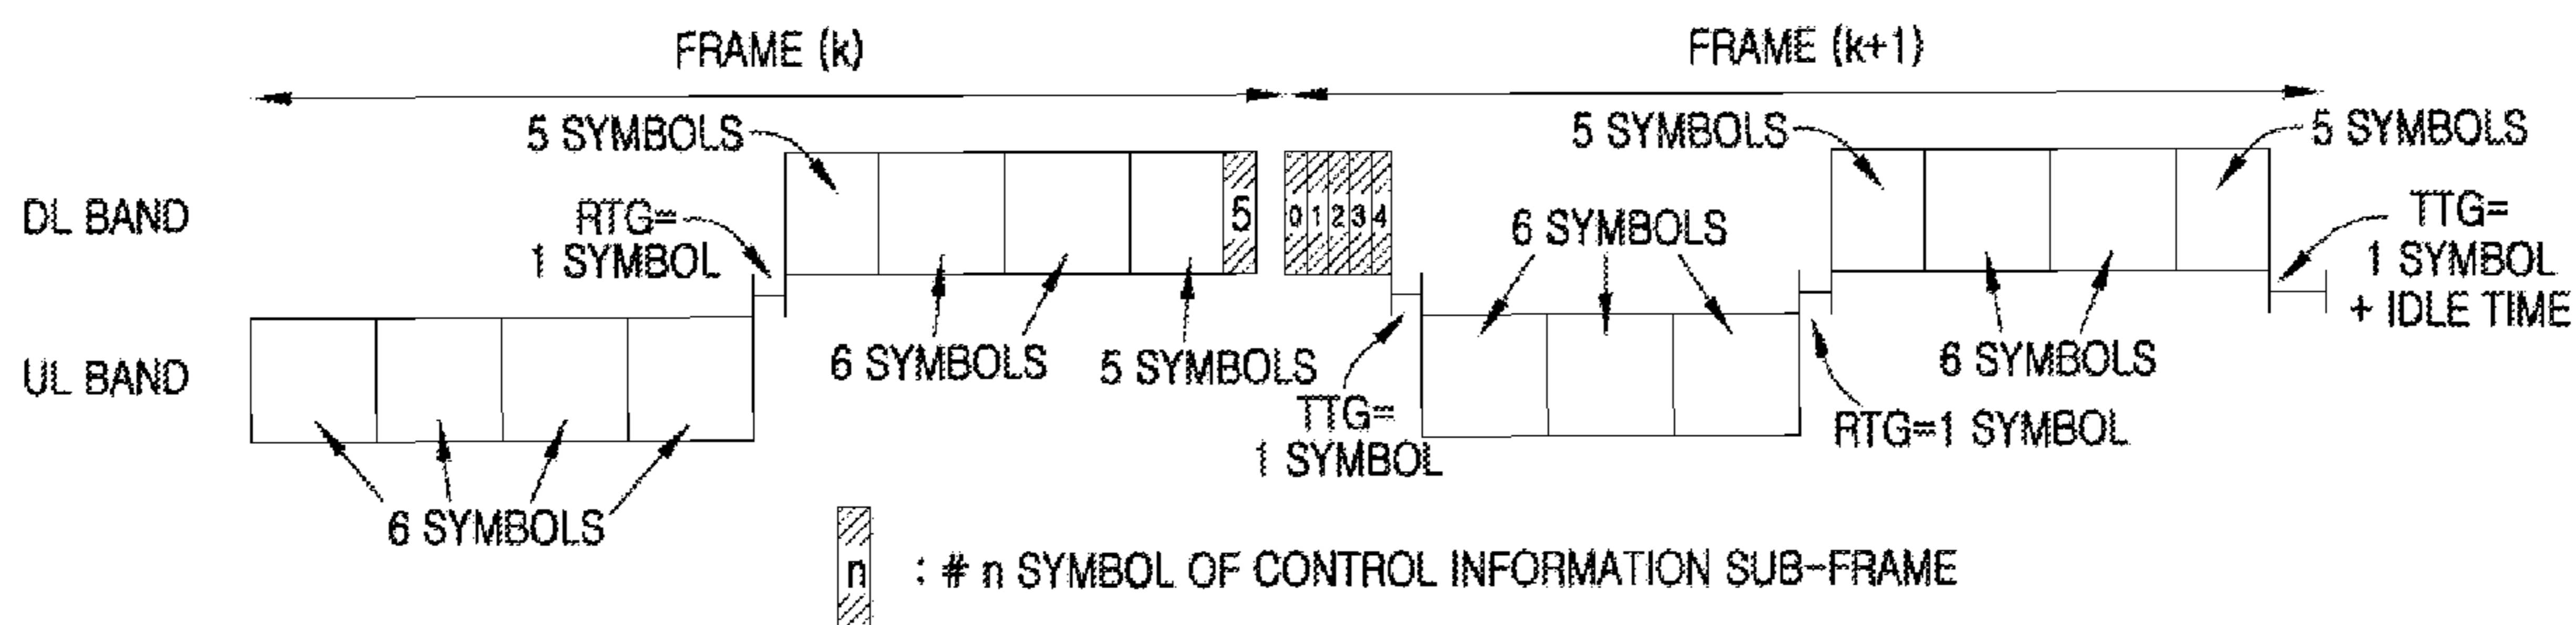 FRAME (k)
FRAME (k+1)
5 SYMBOLS
5 SYMBOLS
5 SYMBOLS
DL BAND
RTG=
1 SYMBOL
5
0 1 2 3 4
6 SYMBOLS
TTG=
1 SYMBOL
+ IDLE TIME
UL BAND
6 SYMBOLS
5 SYMBOLS
6 SYMBOLS
TTG=
1 SYMBOL
RTG=1 SYMBOL
6 SYMBOLS
n : # n SYMBOL OF CONTROL INFORMATION SUB-FRAME